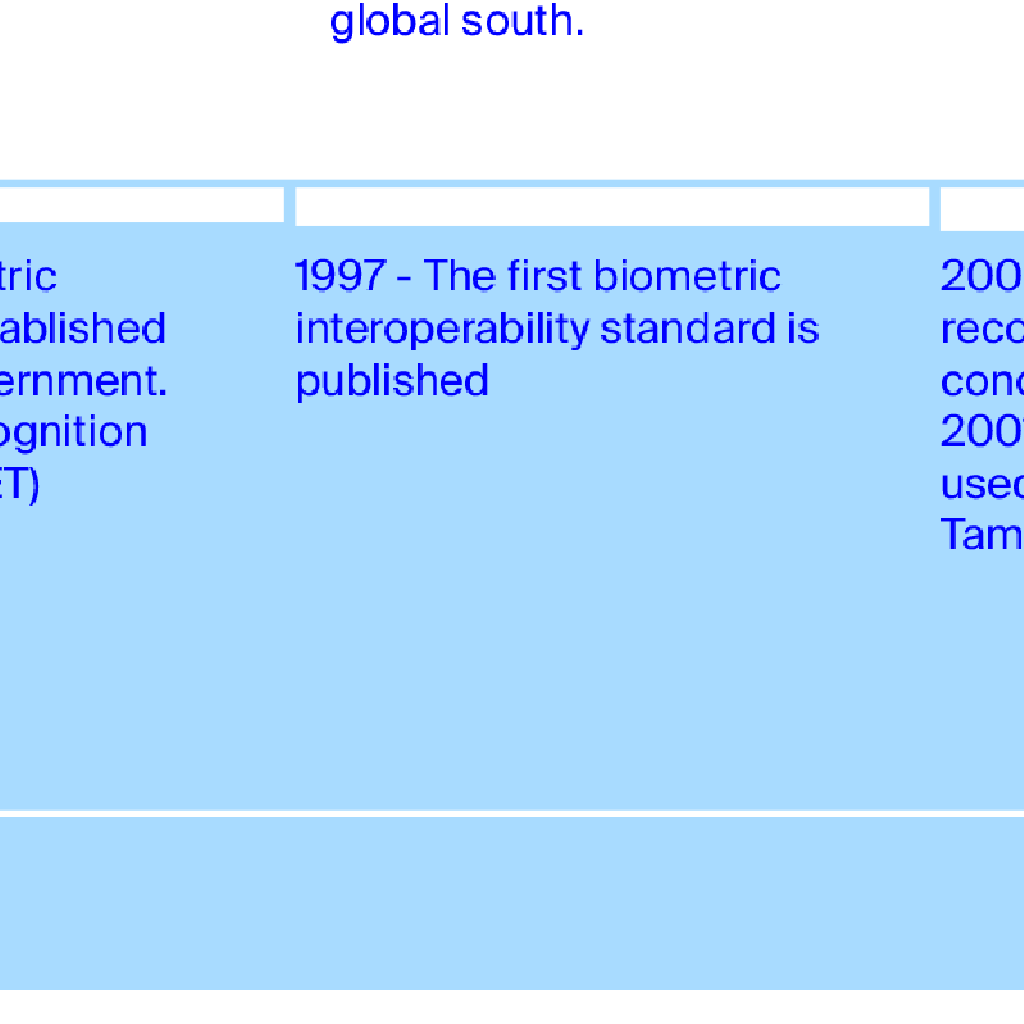 global south.
tric
ablished
ernment.
ognition
ET)
1997 - The first biometric
interoperability standard is
published
200
reco
conc
200
used
Tam